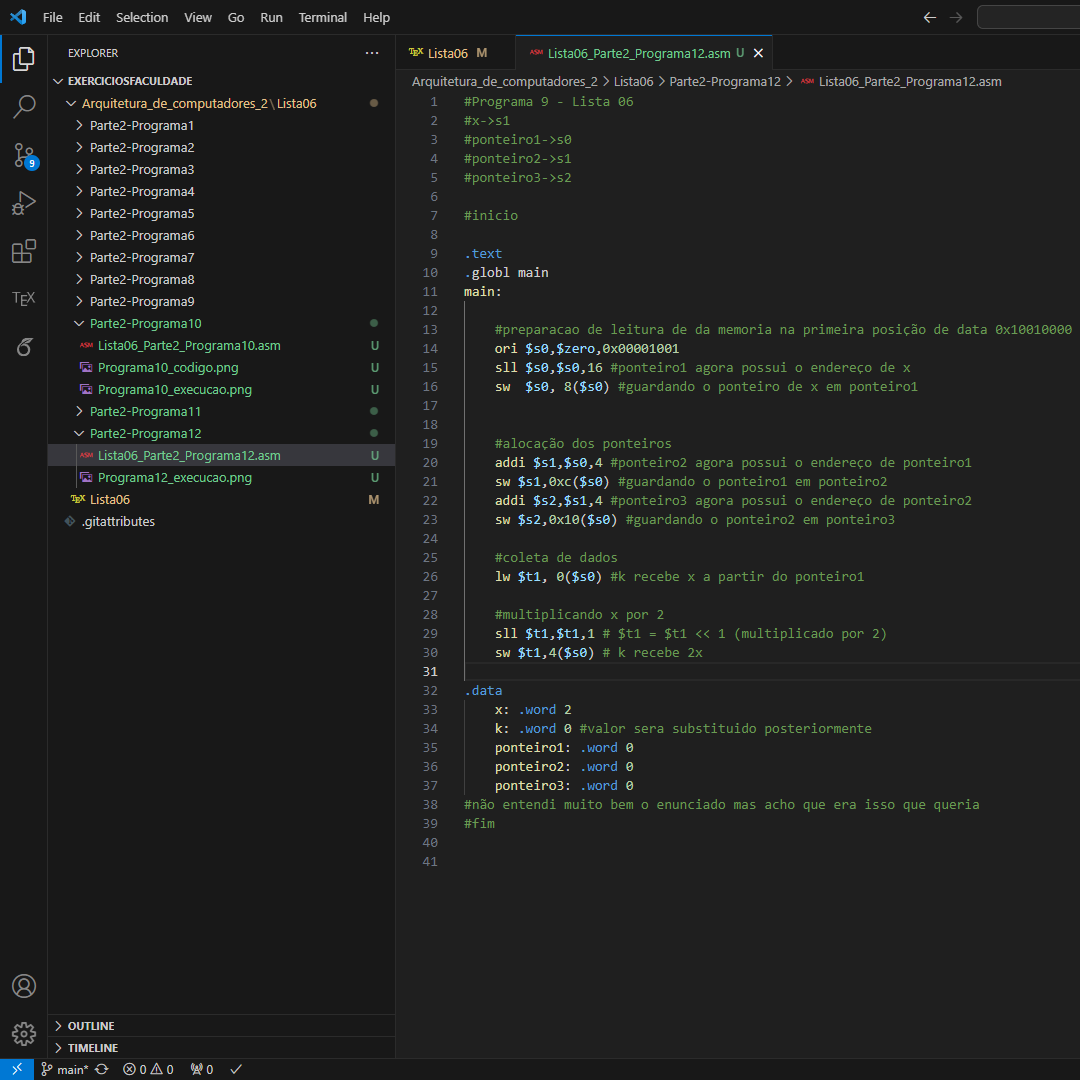 File Edit Selection View Go Run Terminal Help
EXPLORER ...
EXERCICIOSFACULDADE
Arquitetura_de_computadores_2\Lista06
Parte2-Programa1
Parte2-Programa2
Parte2-Programa3
Parte2-Programa4
Parte2-Programa5
Parte2-Programa6
Parte2-Programa7
Parte2-Programa8
Parte2-Programa9
Parte2-Programa10
ASM Lista06_Parte2_Programa10.asm U
Programa10_codigo.png U
Programa10_execucao.png U
Parte2-Programa11
Parte2-Programa12
ASM Lista06_Parte2_Programa12.asm U
Programa12_execucao.png U
TEX Lista06 M
.gitattributes
OUTLINE
TIMELINE
9
TEX
TEX Lista06 M
ASM Lista06_Parte2_Programa12.asm U
Arquitetura_de_computadores_2 > Lista06 > Parte2-Programa12 > ASM Lista06_Parte2_Programa12.asm
1 #Programa 9 - Lista 06
2 #x->s1
3 #ponteiro1->s0
4 #ponteiro2->s1
5 #ponteiro3->s2
6
7 #inicio
8
9 .text
10 .globl main
11 main:
12
13 #preparacao de leitura de da memoria na primeira posição de data 0x10010000
14 ori $s0,$zero,0x00001001
15 sll $s0,$s0,16 #ponteiro1 agora possui o endereço de x
16 sw $s0, 8($s0) #guardando o ponteiro de x em ponteiro1
17
18
19 #alocação dos ponteiros
20 addi $s1,$s0,4 #ponteiro2 agora possui o endereço de ponteiro1
21 sw $s1,0xc($s0) #guardando o ponteiro1 em ponteiro2
22 addi $s2,$s1,4 #ponteiro3 agora possui o endereço de ponteiro2
23 sw $s2,0x10($s0) #guardando o ponteiro2 em ponteiro3
24
25 #coleta de dados
26 lw $t1, 0($s0) #k recebe x a partir do ponteiro1
27
28 #multiplicando x por 2
29 sll $t1,$t1,1 # $t1 = $t1 << 1 (multiplicado por 2)
30 sw $t1,4($s0) # k recebe 2x
31
32 .data
33 x: .word 2
34 k: .word 0 #valor sera substituido posteriormente
35 ponteiro1: .word 0
36 ponteiro2: .word 0
37 ponteiro3: .word 0
38 #não entendi muito bem o enunciado mas acho que era isso que queria
39 #fim
40
41
main* 0 0 0